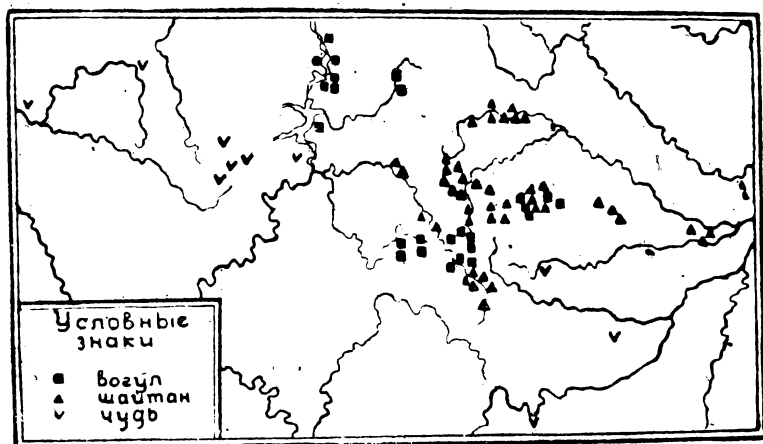 Условные
знаки
вогул
шайтан
чудь